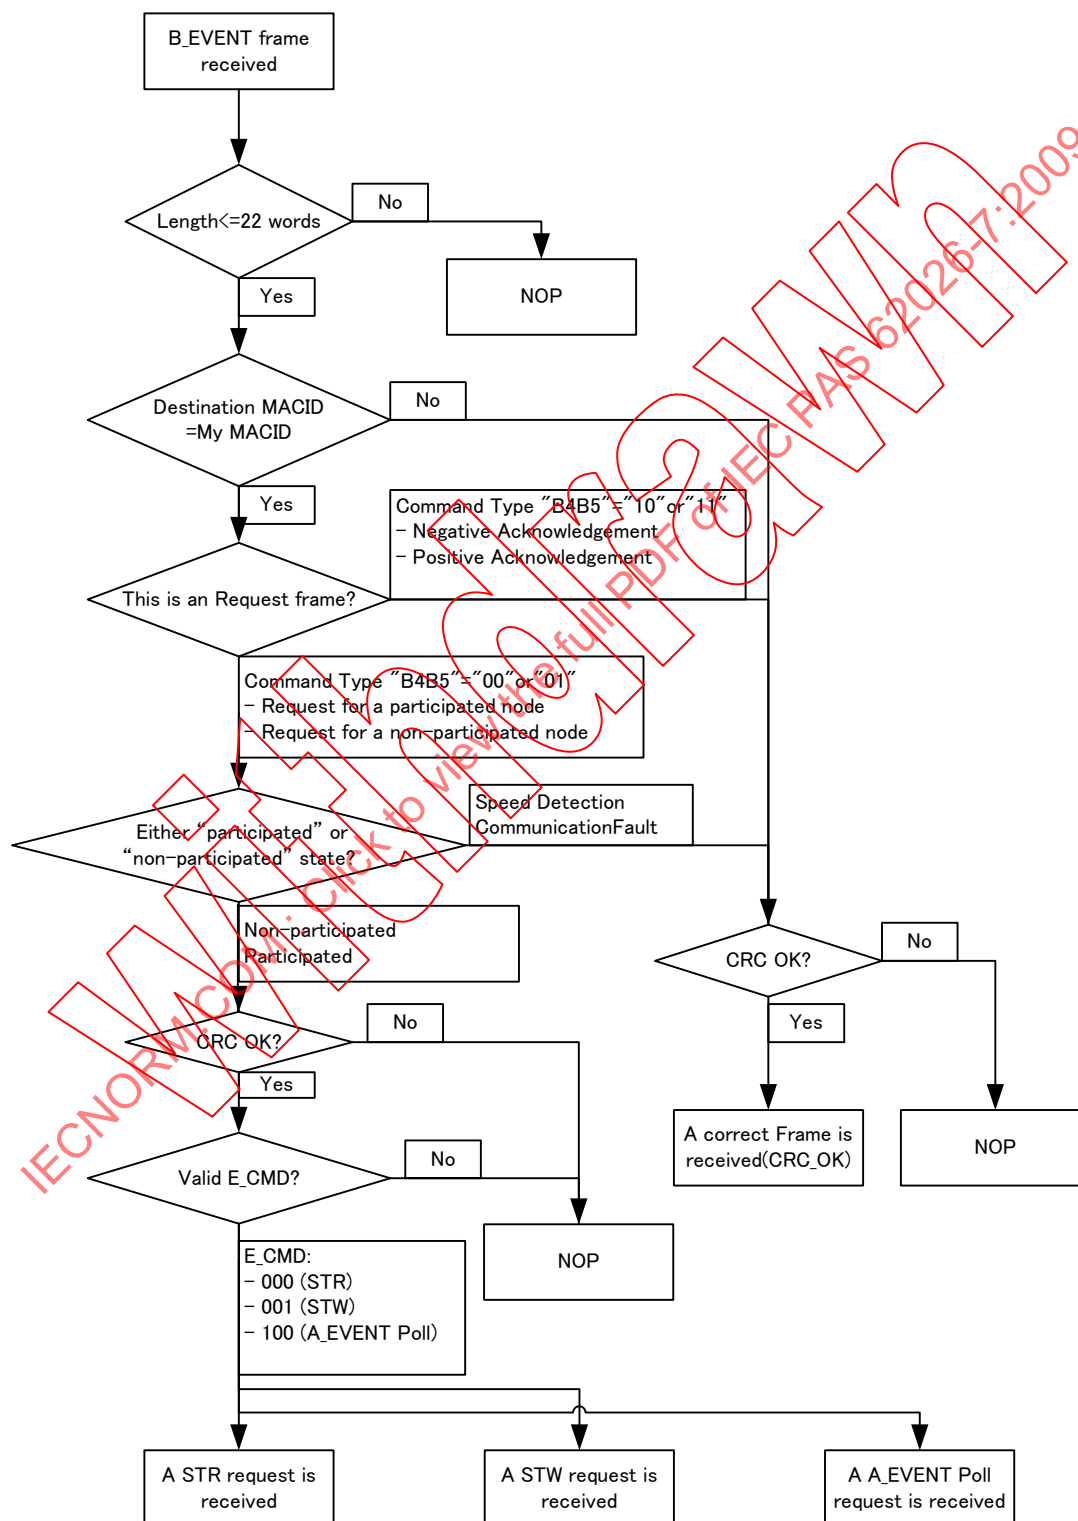 B_EVENT frame
received
Length<=22 words
No
NOP
Yes
Destination MACID
=My MACID
No
Yes
Command Type "B4B5"="10"or"11"
- Negative Acknowledgement
- Positive Acknowledgement
This is an Request frame?
Command Type "B4B5"="00"or"01"
- Request for a participated node
- Request for a non-participated node
Speed Detection
CommunicationFault
Either “participated” or
“non-participated” state?
Non-participated
Participated
CRC OK?
No
Yes
CRC OK?
No
Yes
A correct Frame is
received(CRC_OK)
NOP
Valid E_CMD?
No
NOP
E_CMD:
- 000 (STR)
- 001 (STW)
- 100 (A_EVENT Poll)
A STR request is
received
A STW request is
received
A A_EVENT Poll
request is received
Withdrawn
IECNORM.COM : Click to view the full PDF of IEC PAS 62026-7:2009